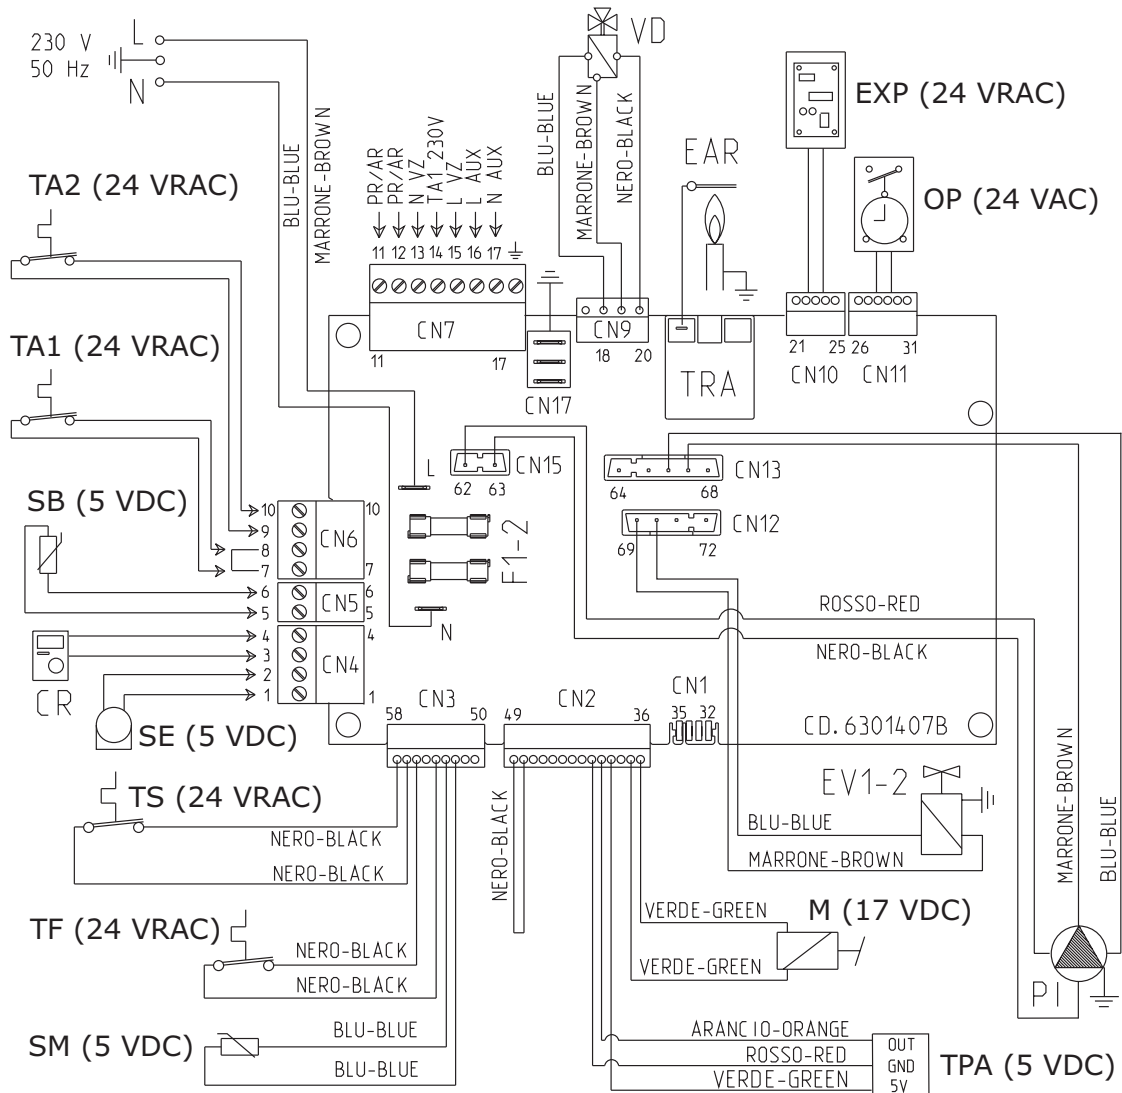 230 V
50 Hz
L
N
BLU-BLUE
MARRONE-BROWN
PR/AR
PR/AR
N VZ
TA1 230V
L VZ
L AUX
N AUX
11 12 13 14 15 16 17
CN7
11
17
CN17
VD
BLU-BLUE
MARRONE-BROWN
NERO-BLACK
CN9
18 20
EAR
TRA
EXP (24 VRAC)
OP (24 VAC)
21 25 26 31
CN10 CN11
TA2 (24 VRAC)
TA1 (24 VRAC)
SB (5 VDC)
CR
SE (5 VDC)
10
9
8
7
6
5
4
3
2
1
CN6
10
7
CN5
6
5
CN4
4
1
L
F1-2
N
CN15
62 63
CN13
64 68
CN12
69 72
ROSSO-RED
NERO-BLACK
CN3
58 50
CN2
49 36
CN1
35 32
CD.6301407B
TS (24 VRAC)
NERO-BLACK
NERO-BLACK
TF (24 VRAC)
NERO-BLACK
NERO-BLACK
SM (5 VDC)
BLU-BLUE
BLU-BLUE
NERO-BLACK
EV1-2
BLU-BLUE
MARRONE-BROWN
M (17 VDC)
VERDE-GREEN
VERDE-GREEN
MARRONE-BROWN
BLU-BLUE
PI
ARANCIO-ORANGE
ROSSO-RED
VERDE-GREEN
OUT
GND
5V
TPA (5 VDC)